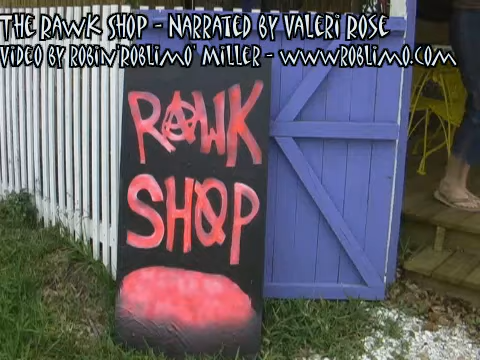 THE RAWK SHOP - NARRATED BY VALERI ROSE
VIDEO BY ROBIN 'ROBLIMO' MILLER - WWW.ROBLIMO.COM
RAWK
SHOP